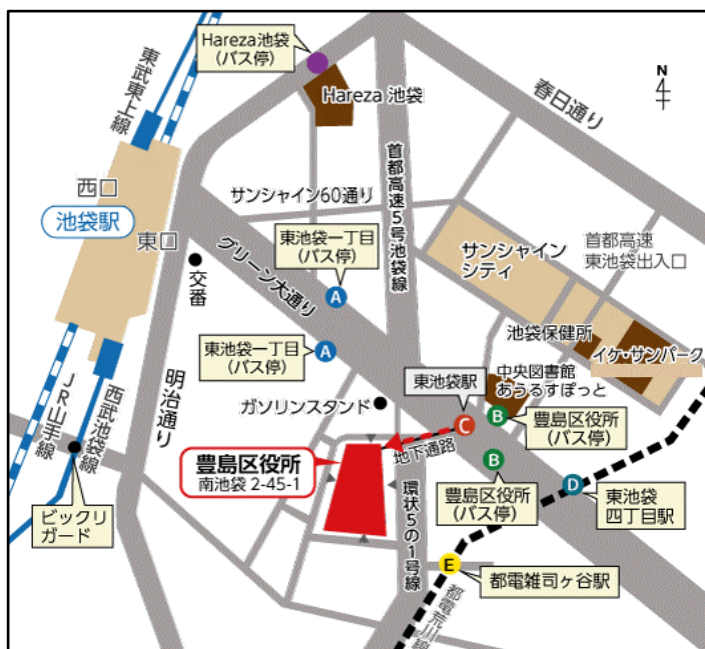 Hareza池袋
(バス停)
N
東武東上線
Hareza 池袋
春日通り
西口
池袋駅
東口
サンシャイン60通り
首都高速5号池袋線
東池袋一丁目
(バス停)
グリーン大通り
A
サンシャイン
シティ
首都高速
東池袋出入口
交番
東池袋一丁目
(バス停)
A
池袋保健所
イケ・サンパーク
明治通り
JR山手線
西武池袋線
ガソリンスタンド
東池袋駅
中央図書館
あうるすぽっと
C
B
豊島区役所
(バス停)
地下通路
豊島区役所
南池袋 2-45-1
B
豊島区役所
(バス停)
D
東池袋
四丁目駅
ビックリ
ガード
環状5の1号線
E
都電雑司ヶ谷駅
都電荒川線